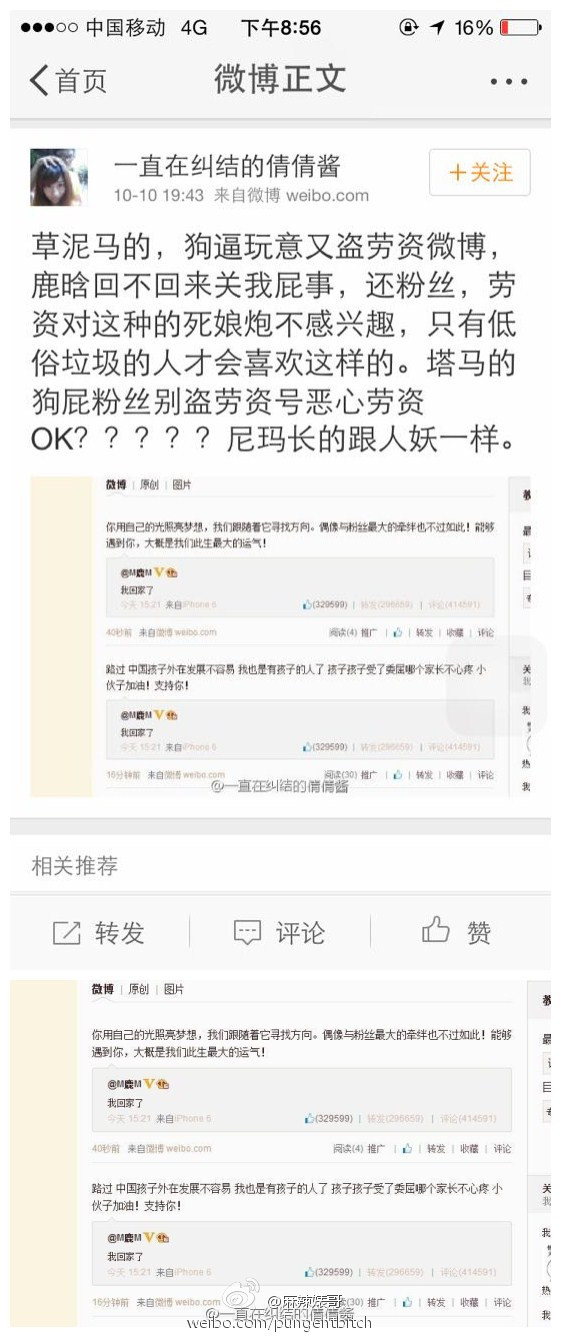 中国移动 4G 下午8:56 16%
首页 微博正文
一直在纠结的倩倩酱
+关注
10-10 19:43 来自微博 weibo.com
草泥马的，狗逼玩意又盗劳资微博，
鹿晗回不回来关我屁事，还粉丝，劳
资对这种的死娘炮不感兴趣，只有低
俗垃圾的人才会喜欢这样的。塔马的
狗屁粉丝别盗劳资号恶心劳资
OK？？？？？尼玛长的跟人妖一样。
微博 | 原创 | 图片
你用自己的光照亮梦想，我们跟随着它寻找方向。偶像与粉丝最大的牵绊也不过如此！能够
遇到你，大概是我们此生最大的运气！
@M鹿M
我回家了
今天 15:21 来自iPhone 6 (329599) | 转发(296659) | 评论(414591)
40秒前 来自微博 weibo.com 阅读(4) 推广 | | 转发 | 收藏 | 评论
路过 中国孩子外在发展不容易 我也是有孩子的人了 孩子孩子受了委屈哪个家长不心疼 小
伙子加油！支持你！
@M鹿M
我回家了
今天 15:21 来自iPhone 6 (329599) | 转发(296659) | 评论(414591)
16分钟前 来自微博 weibo.com 阅读(30) 推广 | | 转发 | 收藏 | 评论
@一直在纠结的倩倩酱
相关推荐
转发 评论 赞
微博 | 原创 | 图片
你用自己的光照亮梦想，我们跟随着它寻找方向。偶像与粉丝最大的牵绊也不过如此！能够
遇到你，大概是我们此生最大的运气！
@M鹿M
我回家了
今天 15:21 来自iPhone 6 (329599) | 转发(296659) | 评论(414591)
40秒前 来自微博 weibo.com 阅读(4) 推广 | | 转发 | 收藏 | 评论
路过 中国孩子外在发展不容易 我也是有孩子的人了 孩子孩子受了委屈哪个家长不心疼 小
伙子加油！支持你！
@M鹿M
我回家了
今天 15:21 来自iPhone 6 (329599) | 转发(296659) | 评论(414591)
16分钟前 来自微博 weibo.com (30) 推广 | | 转发 | 收藏 | 评论
@麻辣婊哥
@一直在纠结的倩倩酱
weibo.com/pungentbitch